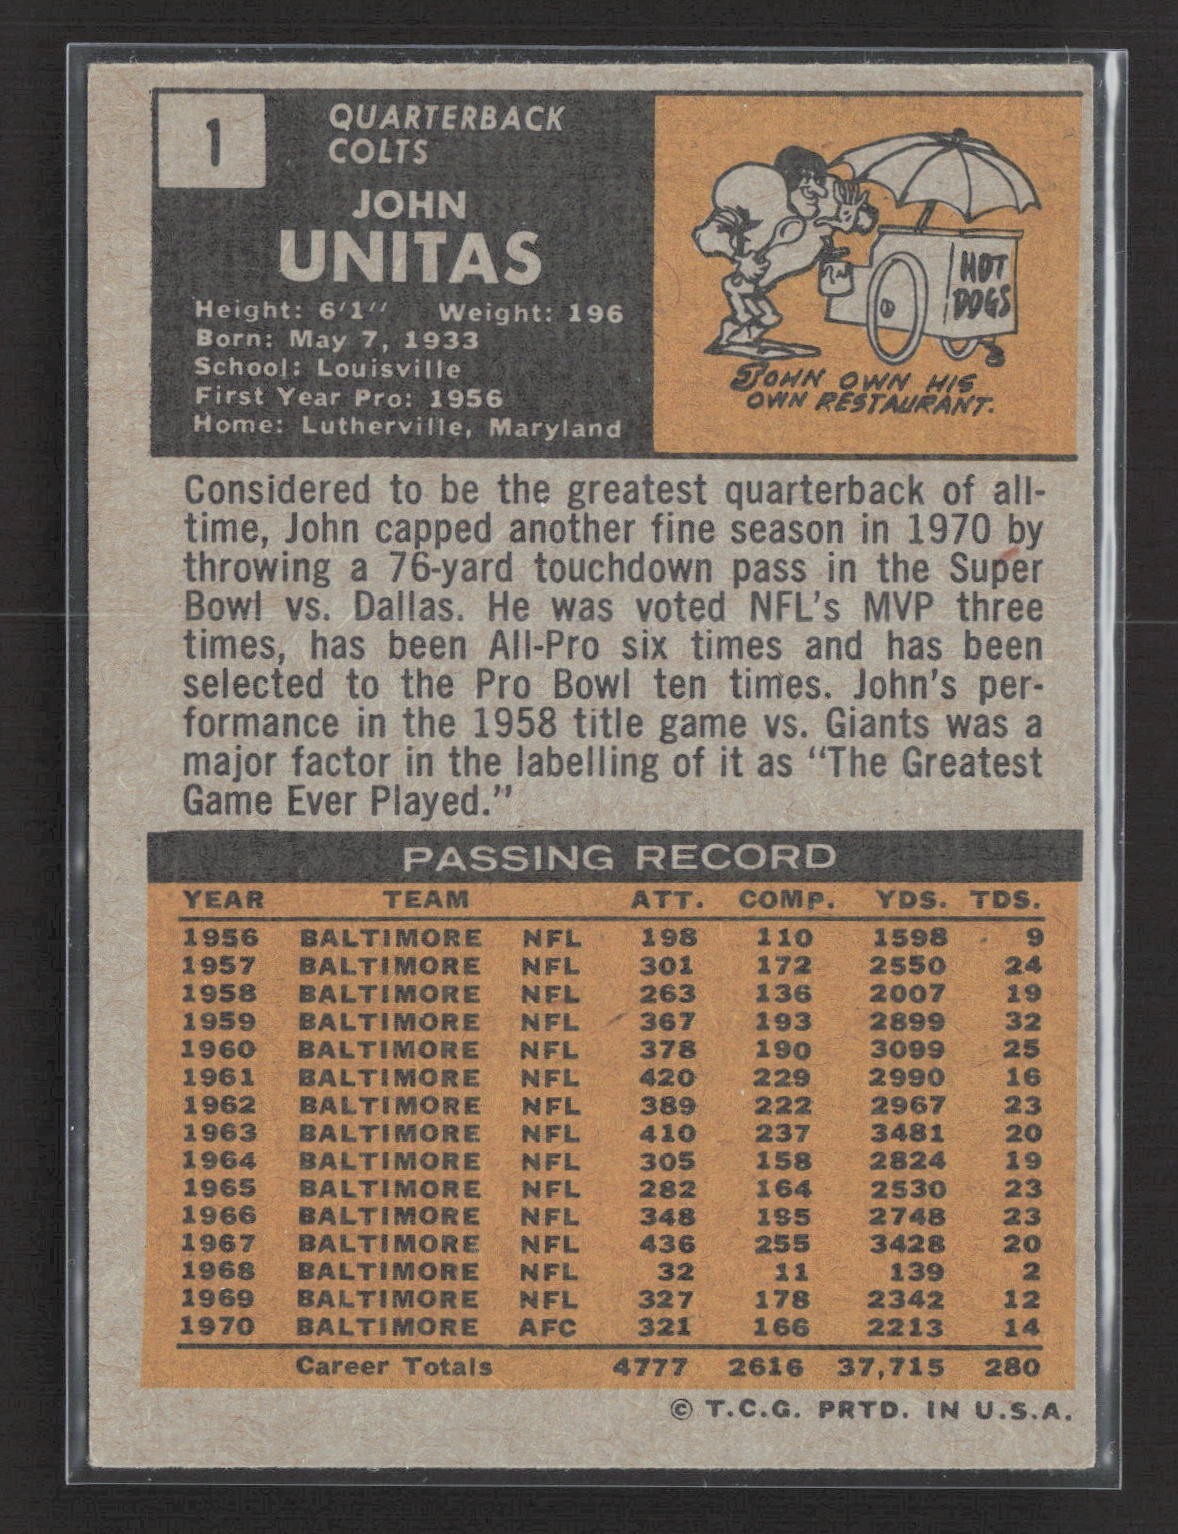 1
QUARTERBACK
COLTS
JOHN
UNITAS
Height: 6'1" Weight: 196
Born: May 7, 1933
School: Louisville
First Year Pro: 1956
Home: Lutherville, Maryland
HOT
DOGS
JOHN OWN HIS
OWN RESTAURANT.
Considered to be the greatest quarterback of all-
time, John capped another fine season in 1970 by
throwing a 76-yard touchdown pass in the Super
Bowl vs. Dallas. He was voted NFL's MVP three
times, has been All-Pro six times and has been
selected to the Pro Bowl ten times. John's per-
formance in the 1958 title game vs. Giants was a
major factor in the labelling of it as "The Greatest
Game Ever Played."
PASSING RECORD
YEAR TEAM ATT. COMP. YDS. TDS.
1956 BALTIMORE NFL 198 110 1598 9
1957 BALTIMORE NFL 301 172 2550 24
1958 BALTIMORE NFL 263 136 2007 19
1959 BALTIMORE NFL 367 193 2899 32
1960 BALTIMORE NFL 378 190 3099 25
1961 BALTIMORE NFL 420 229 2990 16
1962 BALTIMORE NFL 389 222 2967 23
1963 BALTIMORE NFL 410 237 3481 20
1964 BALTIMORE NFL 305 158 2824 19
1965 BALTIMORE NFL 282 164 2530 23
1966 BALTIMORE NFL 348 195 2748 23
1967 BALTIMORE NFL 436 255 3428 20
1968 BALTIMORE NFL 32 11 139 2
1969 BALTIMORE NFL 327 178 2342 12
1970 BALTIMORE AFC 321 166 2213 14
Career Totals 4777 2616 37,715 280
© T.C.G. PRTD. IN U.S.A.